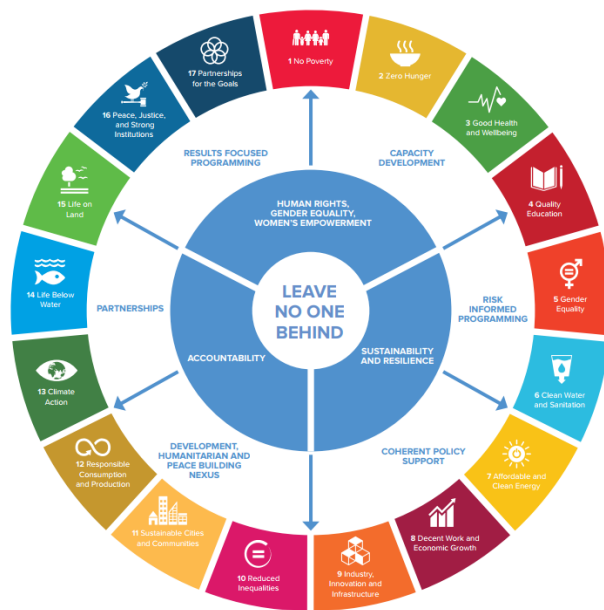 1 No Poverty
2 Zero Hunger
3 Good Health and
Wellbeing
4 Quality
Education
5 Gender
Equality
6 Clean Water
and Sanitation
7 Affordable and
Clean Energy
8 Decent Work and
Economic Growth
9 Industry,
Innovation and
Infrastructure
10 Reduced
Inequalities
11 Sustainable Cities
and Communities
12 Responsible
Consumption
and Production
13 Climate
Action
14 Life Below
Water
15 Life on
Land
16 Peace, Justice,
and Strong
Institutions
17 Partnerships
for the Goals
RESULTS FOCUSED
PROGRAMMING
CAPACITY
DEVELOPMENT
RISK
INFORMED
PROGRAMMING
COHERENT POLICY
SUPPORT
DEVELOPMENT,
HUMANITARIAN AND
PEACE BUILDING
NEXUS
PARTNERSHIPS
HUMAN RIGHTS,
GENDER EQUALITY,
WOMEN'S EMPOWERMENT
SUSTAINABILITY
AND RESILIENCE
ACCOUNTABILITY
LEAVE
NO ONE
BEHIND